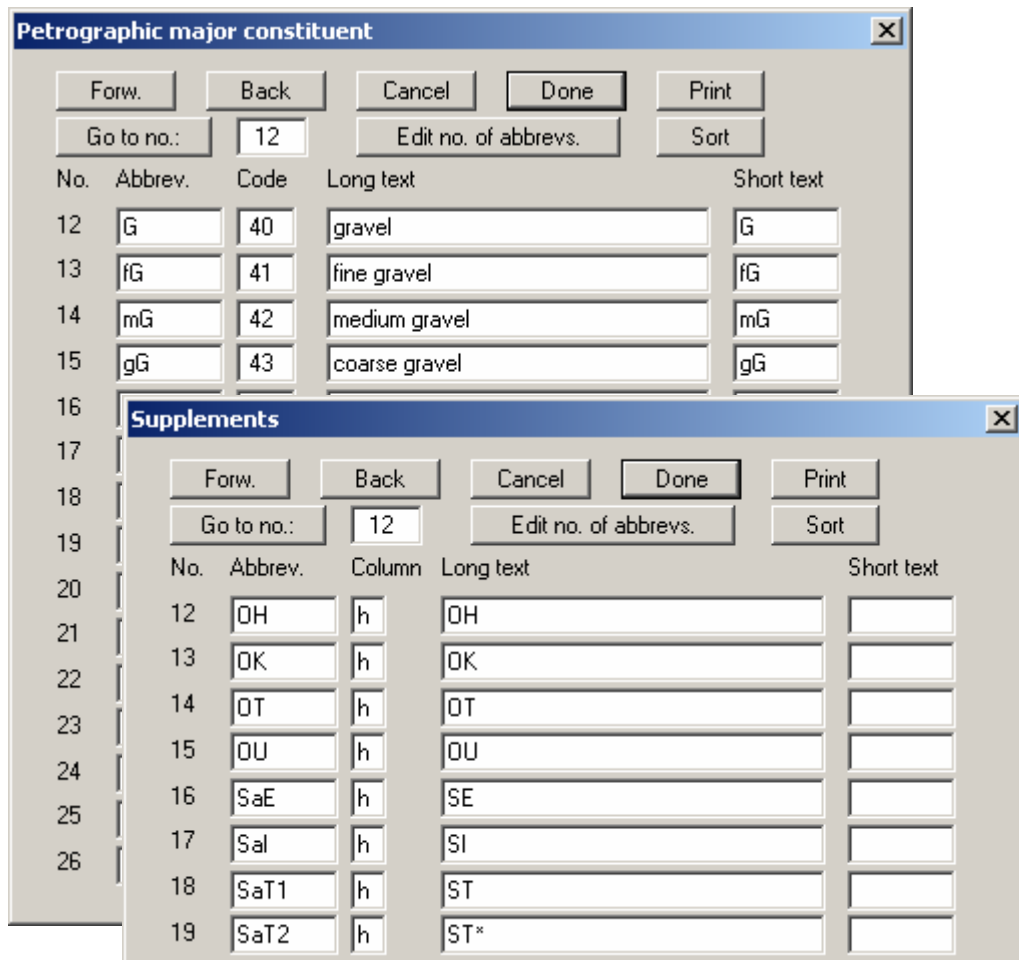 Petrographic major constituent
Forw. Back Cancel Done Print
Go to no.: 12 Edit no. of abbrevs. Sort
No. Abbrev. Code Long text Short text
12 G 40 gravel G
13 fG 41 fine gravel fG
14 mG 42 medium gravel mG
15 gG 43 coarse gravel gG
16
17
18
19
20
21
22
23
24
25
26
Supplements
Forw. Back Cancel Done Print
Go to no.: 12 Edit no. of abbrevs. Sort
No. Abbrev. Column Long text Short text
12 OH h OH
13 OK h OK
14 OT h OT
15 OU h OU
16 SaE h SE
17 SaI h SI
18 SaT1 h ST
19 SaT2 h ST*